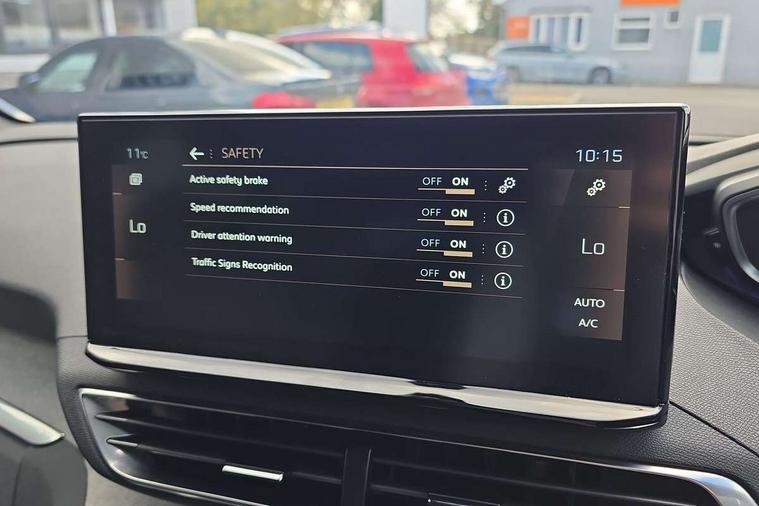 11°C
SAFETY
10:15
Active safety brake OFF ON
Speed recommendation OFF ON
Driver attention warning OFF ON
Traffic Signs Recognition OFF ON
Lo
Lo
AUTO
A/C